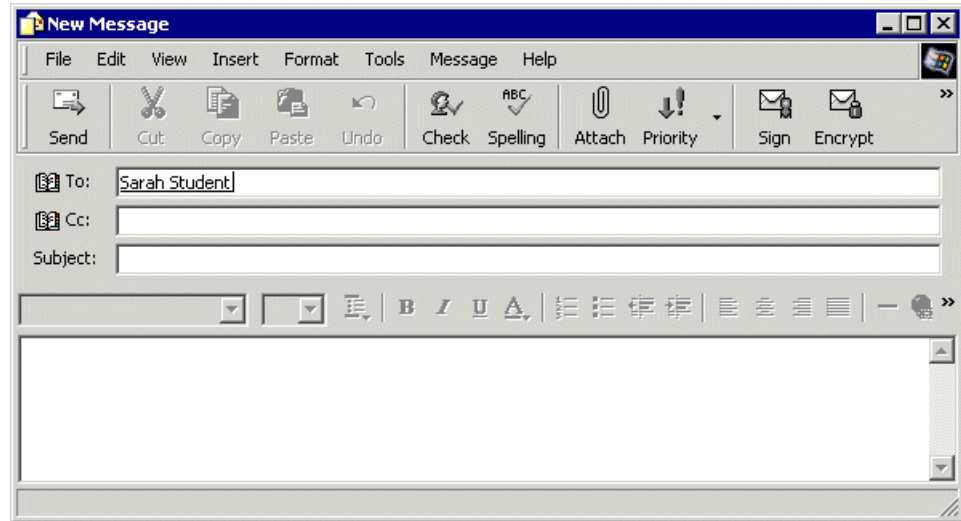 New Message
File Edit View Insert Format Tools Message Help
ABC
Send Cut Copy Paste Undo Check Spelling Attach Priority Sign Encrypt
To: Sarah Student
Cc:
Subject:
B I U A